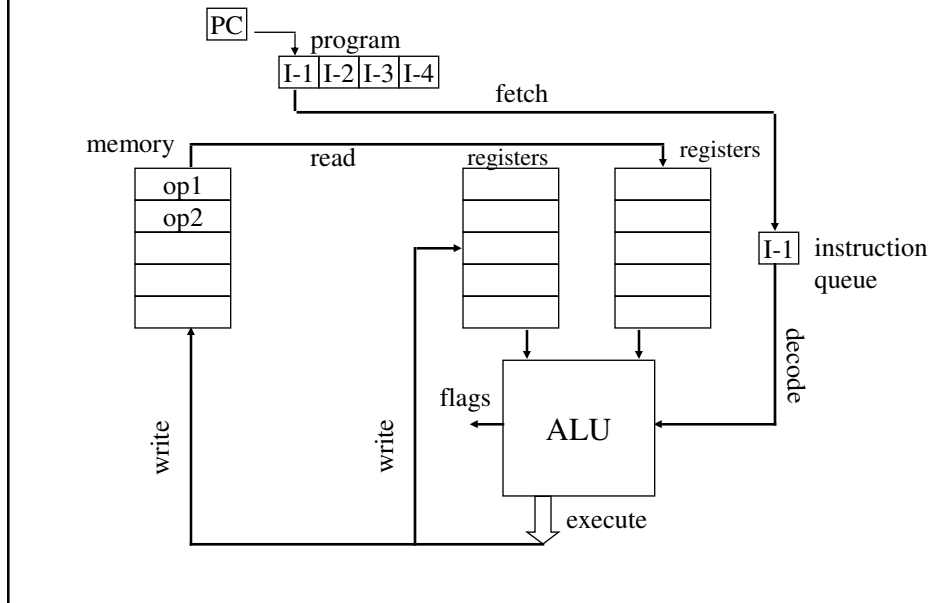 PC
program
I-1 I-2 I-3 I-4
fetch
memory
read
registers
registers
op1
op2
I-1
instruction
queue
decode
flags
ALU
write
write
execute